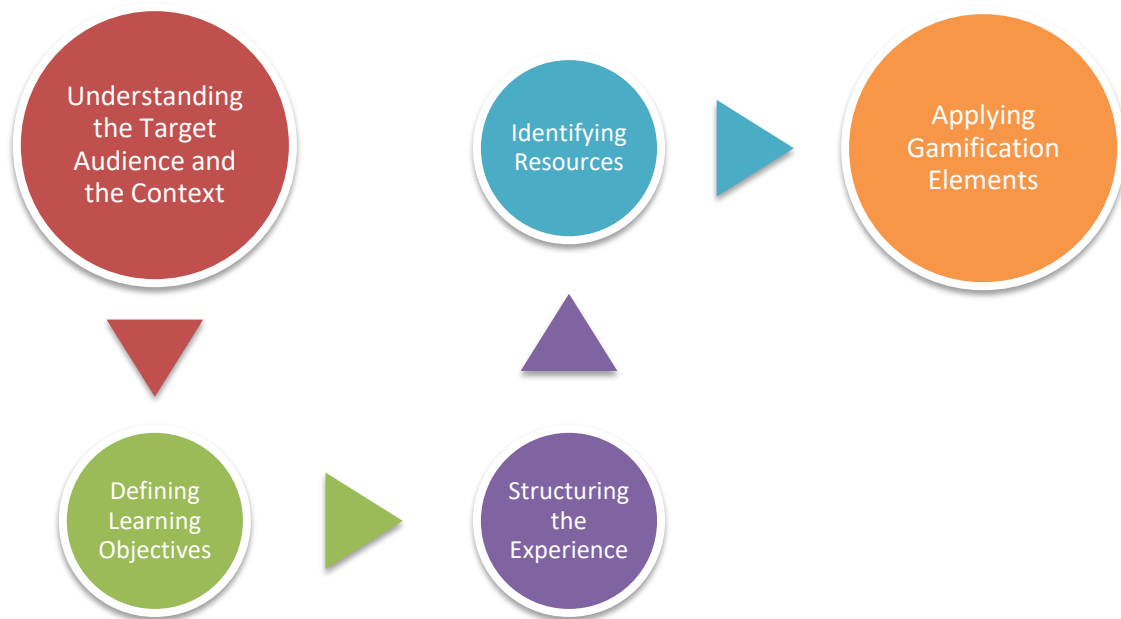 Understanding
the Target
Audience and
the Context
Defining
Learning
Objectives
Structuring
the
Experience
Identifying
Resources
Applying
Gamification
Elements